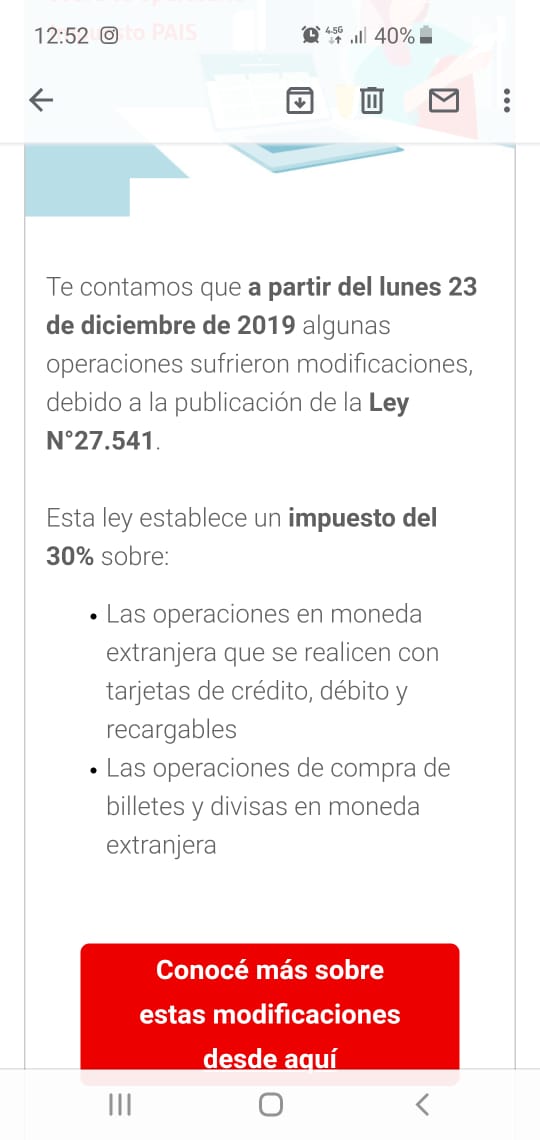 12:52 4.5G 40%
to PAIS
Te contamos que a partir del lunes 23
de diciembre de 2019 algunas
operaciones sufrieron modificaciones,
debido a la publicación de la Ley
N°27.541.
Esta ley establece un impuesto del
30% sobre:
• Las operaciones en moneda
extranjera que se realicen con
tarjetas de crédito, débito y
recargables
• Las operaciones de compra de
billetes y divisas en moneda
extranjera
Conocé más sobre
estas modificaciones
desde aquí